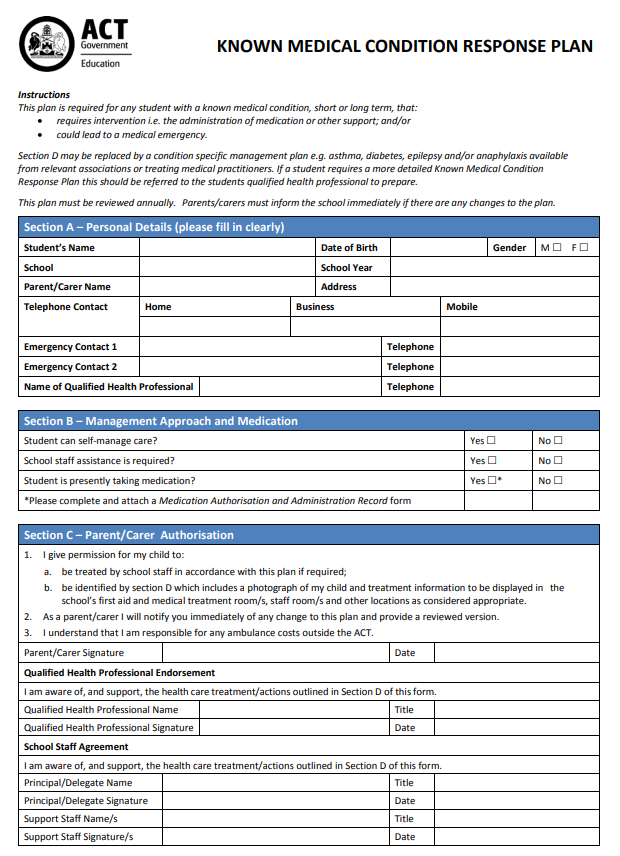 ACT
Government
Education
KNOWN MEDICAL CONDITION RESPONSE PLAN
Instructions
This plan is required for any student with a known medical condition, short or long term, that:
• requires intervention i.e. the administration of medication or other support; and/or
• could lead to a medical emergency.
Section D may be replaced by a condition specific management plan e.g. asthma, diabetes, epilepsy and/or anaphylaxis available
from relevant associations or treating medical practitioners. If a student requires a more detailed Known Medical Condition
Response Plan this should be referred to the students qualified health professional to prepare.
This plan must be reviewed annually. Parents/carers must inform the school immediately if there are any changes to the plan.
Section A – Personal Details (please fill in clearly)
Student's Name Date of Birth Gender M ☐ F ☐
School School Year
Parent/Carer Name Address
Telephone Contact Home Business Mobile
Emergency Contact 1 Telephone
Emergency Contact 2 Telephone
Name of Qualified Health Professional Telephone
Section B – Management Approach and Medication
Student can self-manage care? Yes ☐ No ☐
School staff assistance is required? Yes ☐ No ☐
Student is presently taking medication? Yes ☐* No ☐
*Please complete and attach a Medication Authorisation and Administration Record form
Section C – Parent/Carer Authorisation
1. I give permission for my child to:
a. be treated by school staff in accordance with this plan if required;
b. be identified by section D which includes a photograph of my child and treatment information to be displayed in the
school's first aid and medical treatment room/s, staff room/s and other locations as considered appropriate.
2. As a parent/carer I will notify you immediately of any change to this plan and provide a reviewed version.
3. I understand that I am responsible for any ambulance costs outside the ACT.
Parent/Carer Signature Date
Qualified Health Professional Endorsement
I am aware of, and support, the health care treatment/actions outlined in Section D of this form.
Qualified Health Professional Name Title
Qualified Health Professional Signature Date
School Staff Agreement
I am aware of, and support, the health care treatment/actions outlined in Section D of this form.
Principal/Delegate Name Title
Principal/Delegate Signature Date
Support Staff Name/s Title
Support Staff Signature/s Date